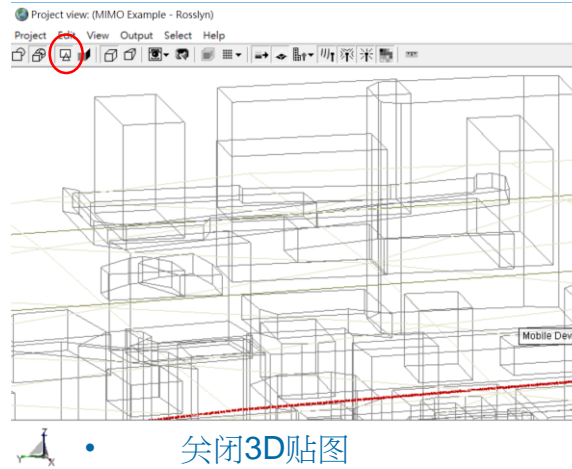 Project view: (MIMO Example - Rosslyn)
Project Edit View Output Select Help
Mobile Dev
Z
Y
X
• 关闭3D贴图